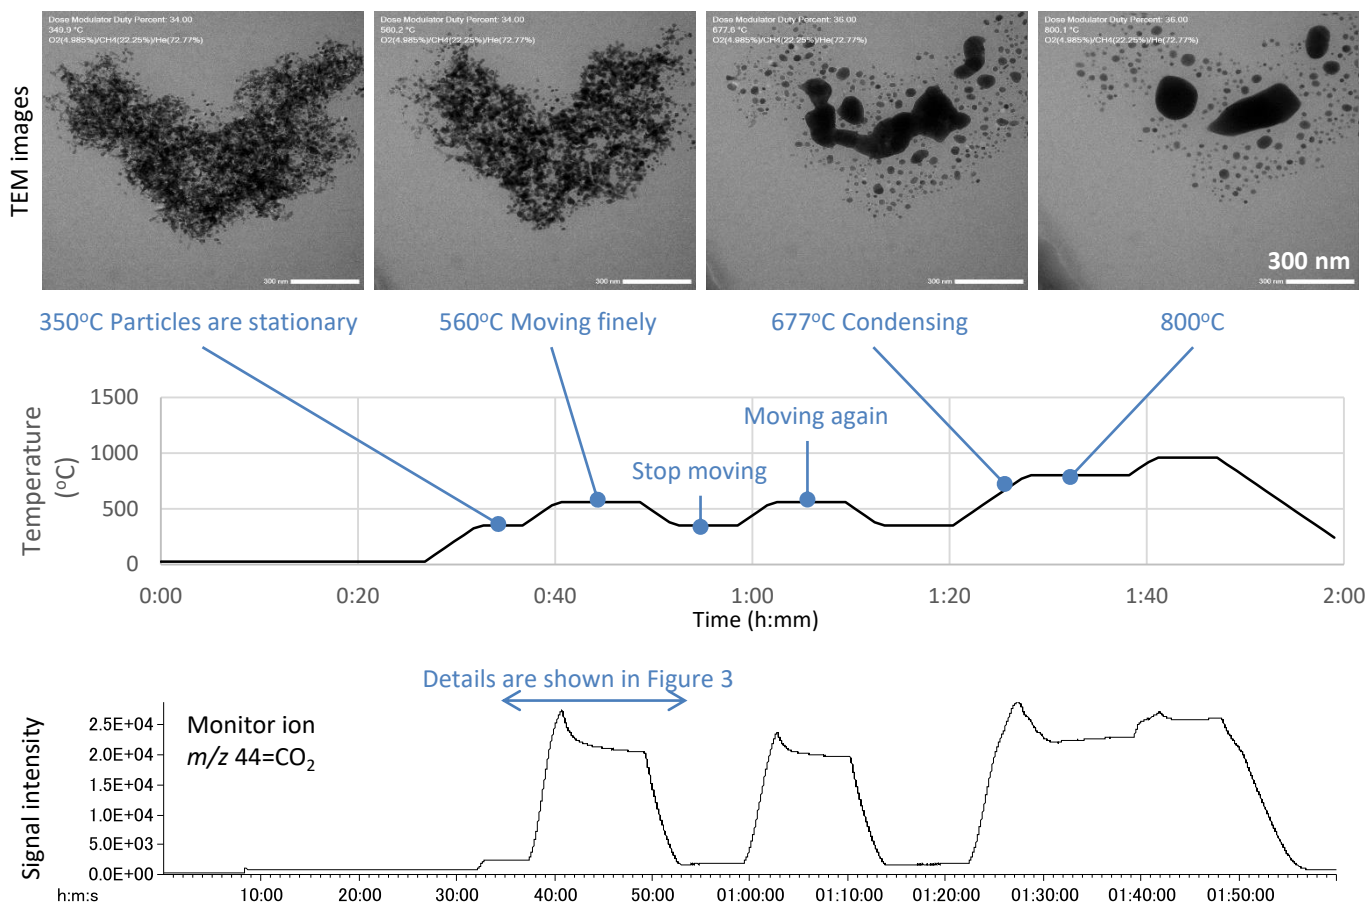 Dose Modulator Duty Percent: 34.00
349.9 °C
O2(4.985%)/CH4(22.25%)/He(72.77%)
300 nm
Dose Modulator Duty Percent: 34.00
560.2 °C
O2(4.985%)/CH4(22.25%)/He(72.77%)
300 nm
Dose Modulator Duty Percent: 36.00
677.6 °C
O2(4.985%)/CH4(22.25%)/He(72.77%)
300 nm
Dose Modulator Duty Percent: 36.00
800.1 °C
O2(4.985%)/CH4(22.25%)/He(72.77%)
300 nm
300 nm
TEM images
350°C Particles are stationary
560°C Moving finely
677°C Condensing
800°C
Temperature
(°C)
1500
1000
500
0
Moving again
Stop moving
0:00 0:20 0:40 1:00 1:20 1:40 2:00
Time (h:mm)
Details are shown in Figure 3
Signal intensity
Monitor ion
m/z 44=CO₂
2.5E+04
2.0E+04
1.5E+04
1.0E+04
5.0E+03
0.0E+00
h:m:s 10:00 20:00 30:00 40:00 50:00 01:00:00 01:10:00 01:20:00 01:30:00 01:40:00 01:50:00